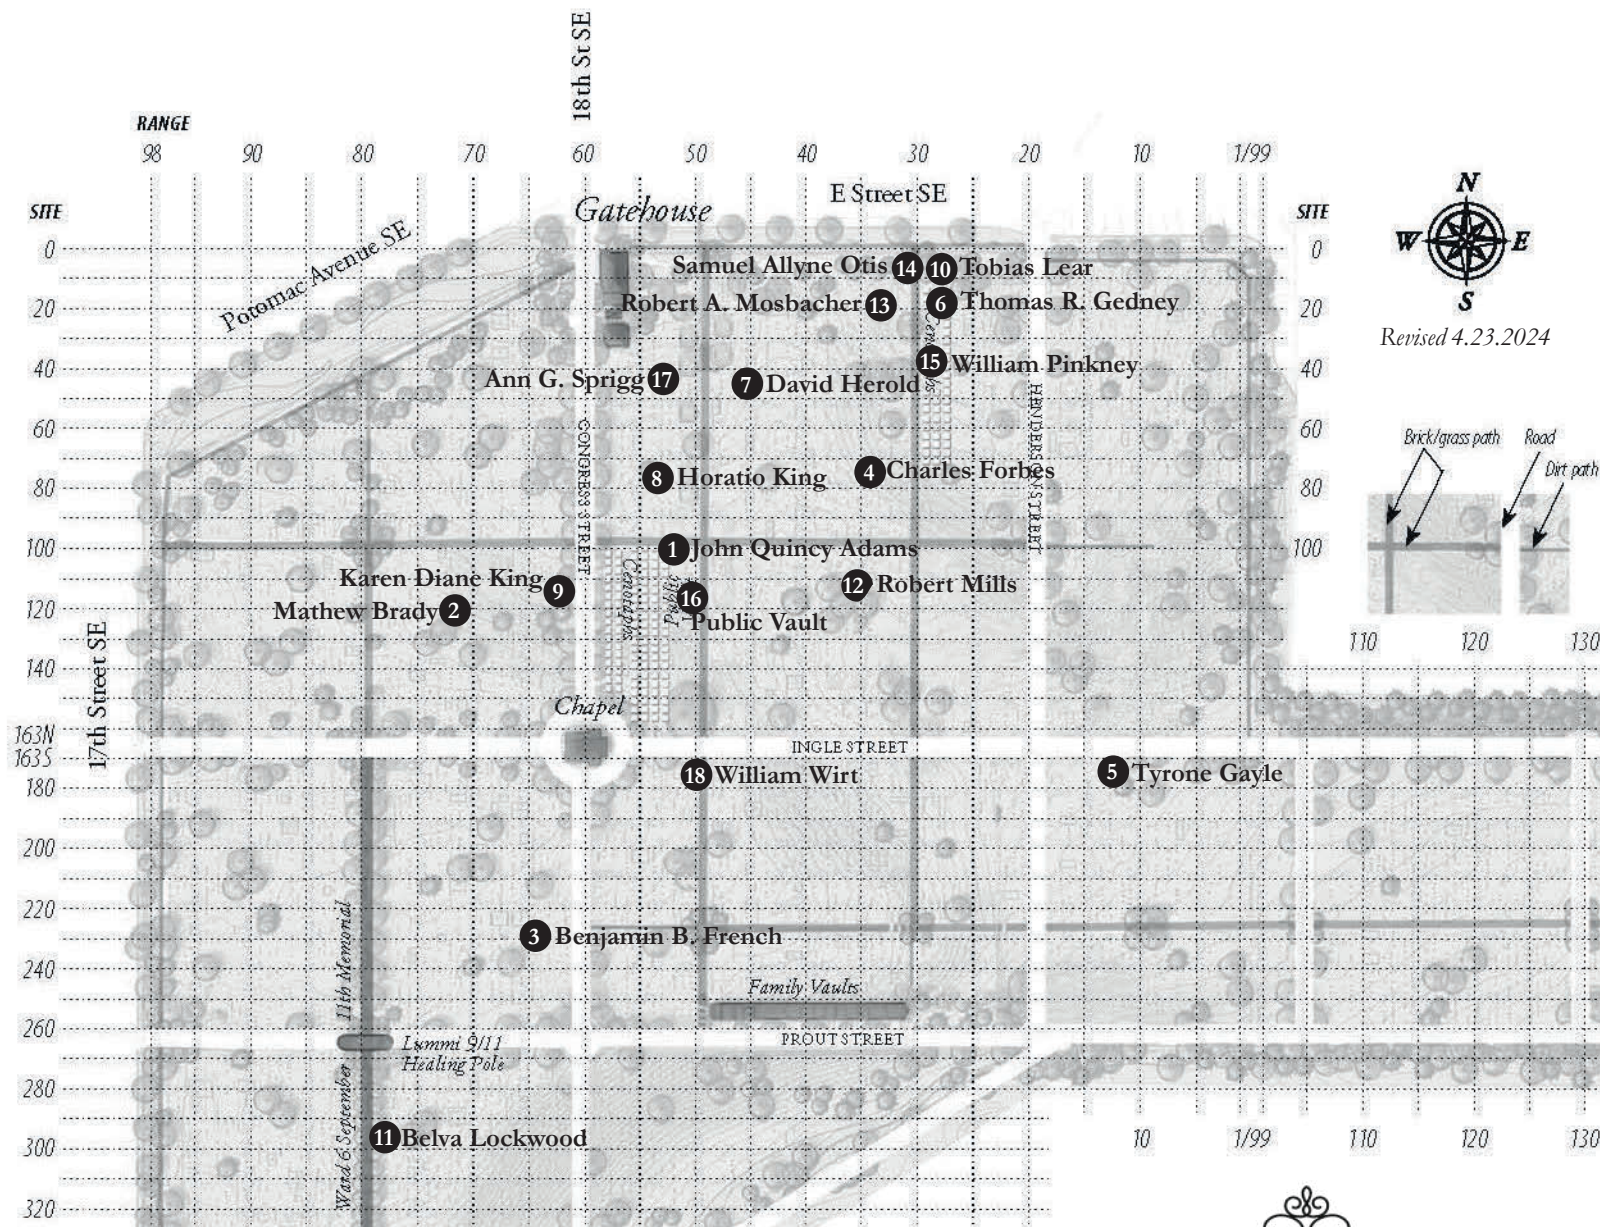 18th St SE
RANGE
98 90 80 70 60 50 40 30 20 10 1/99
E Street SE
Gatehouse
SITE
SITE
Potomac Avenue SE
N
W E
S
Revised 4.23.2024
0
20
40
60
80
100
120
140
163N
163S
180
200
220
240
260
280
300
320
0
20
40
60
80
100
Samuel Allyne Otis 14
10 Tobias Lear
Robert A. Mosbacher 13
6 Thomas R. Gedney
15 William Pinkney
Ann G. Sprigg 17
7 David Herold
CONGRESS STREET
HENDERSON STREET
8 Horatio King
4 Charles Forbes
Brick/grass path
Road
Dirt path
1 John Quincy Adams
Karen Diane King 9
12 Robert Mills
Mathew Brady 2
Cenotaphs
Public
16
Public Vault
17th Street SE
110 120 130
Chapel
INGLE STREET
18 William Wirt
5 Tyrone Gayle
3 Benjamin B. French
Family Vaults
PROUT STREET
Ward 6 September 11th Memorial
Lummi 9/11
Healing Pole
11 Belva Lockwood
10 1/99 110 120 130